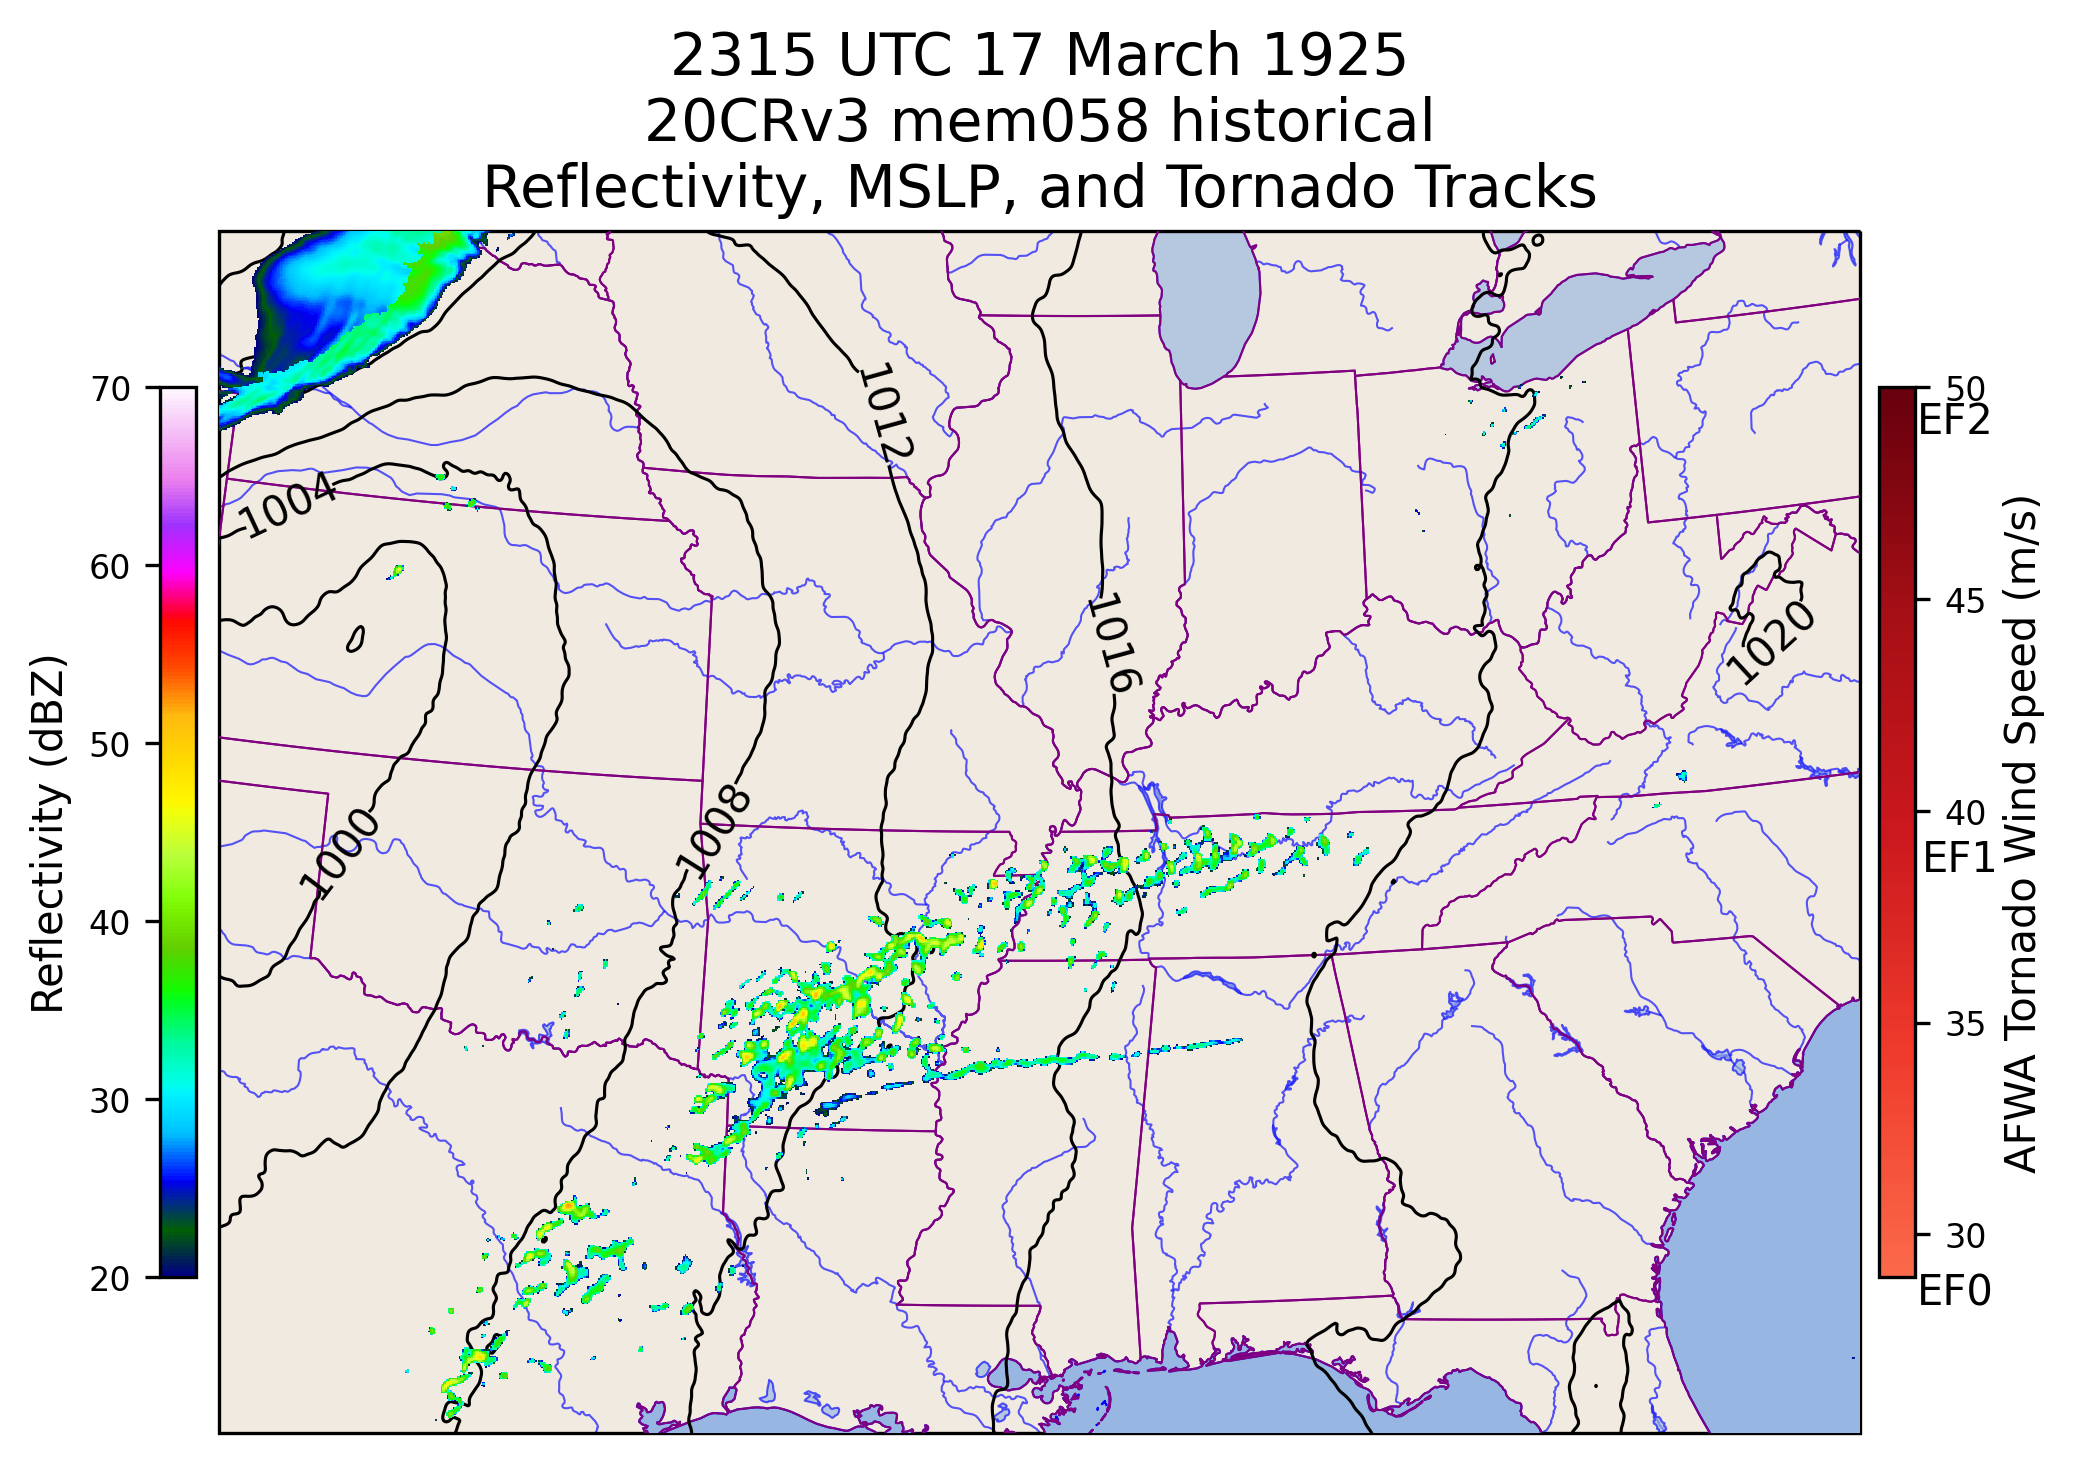 2315 UTC 17 March 1925
20CRv3 mem058 historical
Reflectivity, MSLP, and Tornado Tracks
Reflectivity (dBZ)
70
60
50
40
30
20
1004
1000
1008
1012
1016
1020
50
EF2
45
40
EF1
35
30
EF0
AFWA Tornado Wind Speed (m/s)